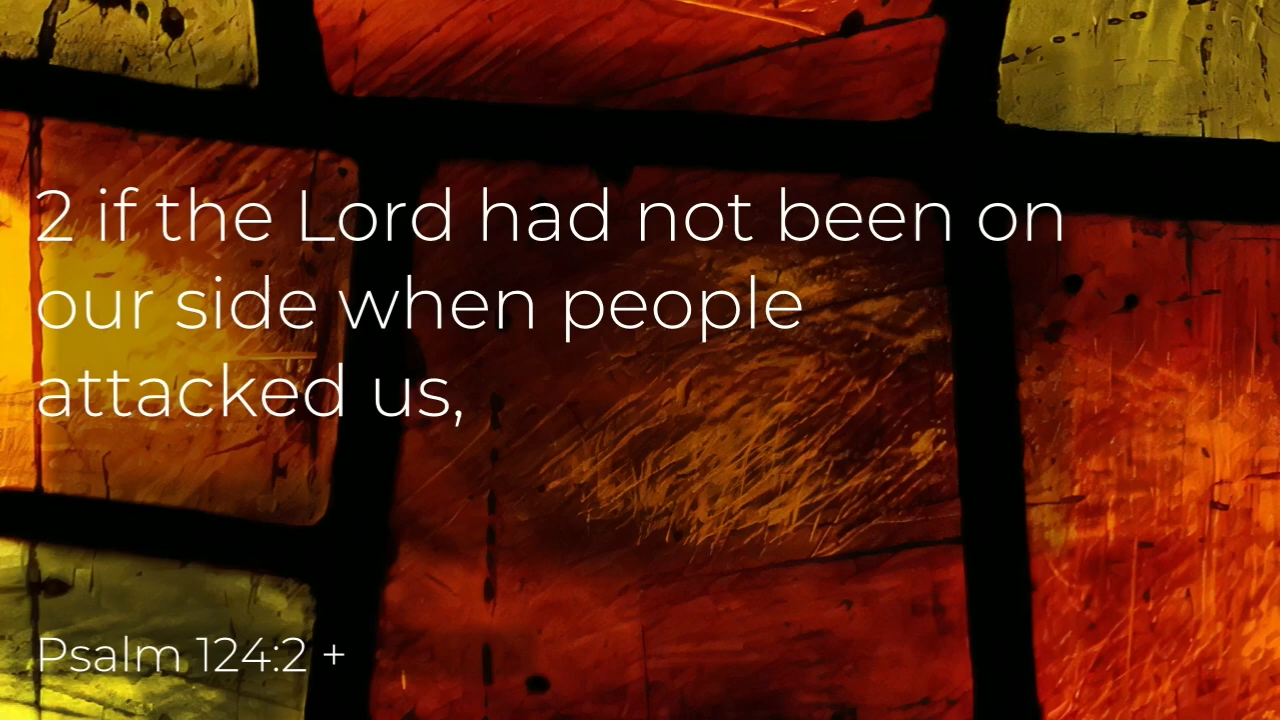 2 if the Lord had not been on
our side when people
attacked us,
Psalm 124:2 +